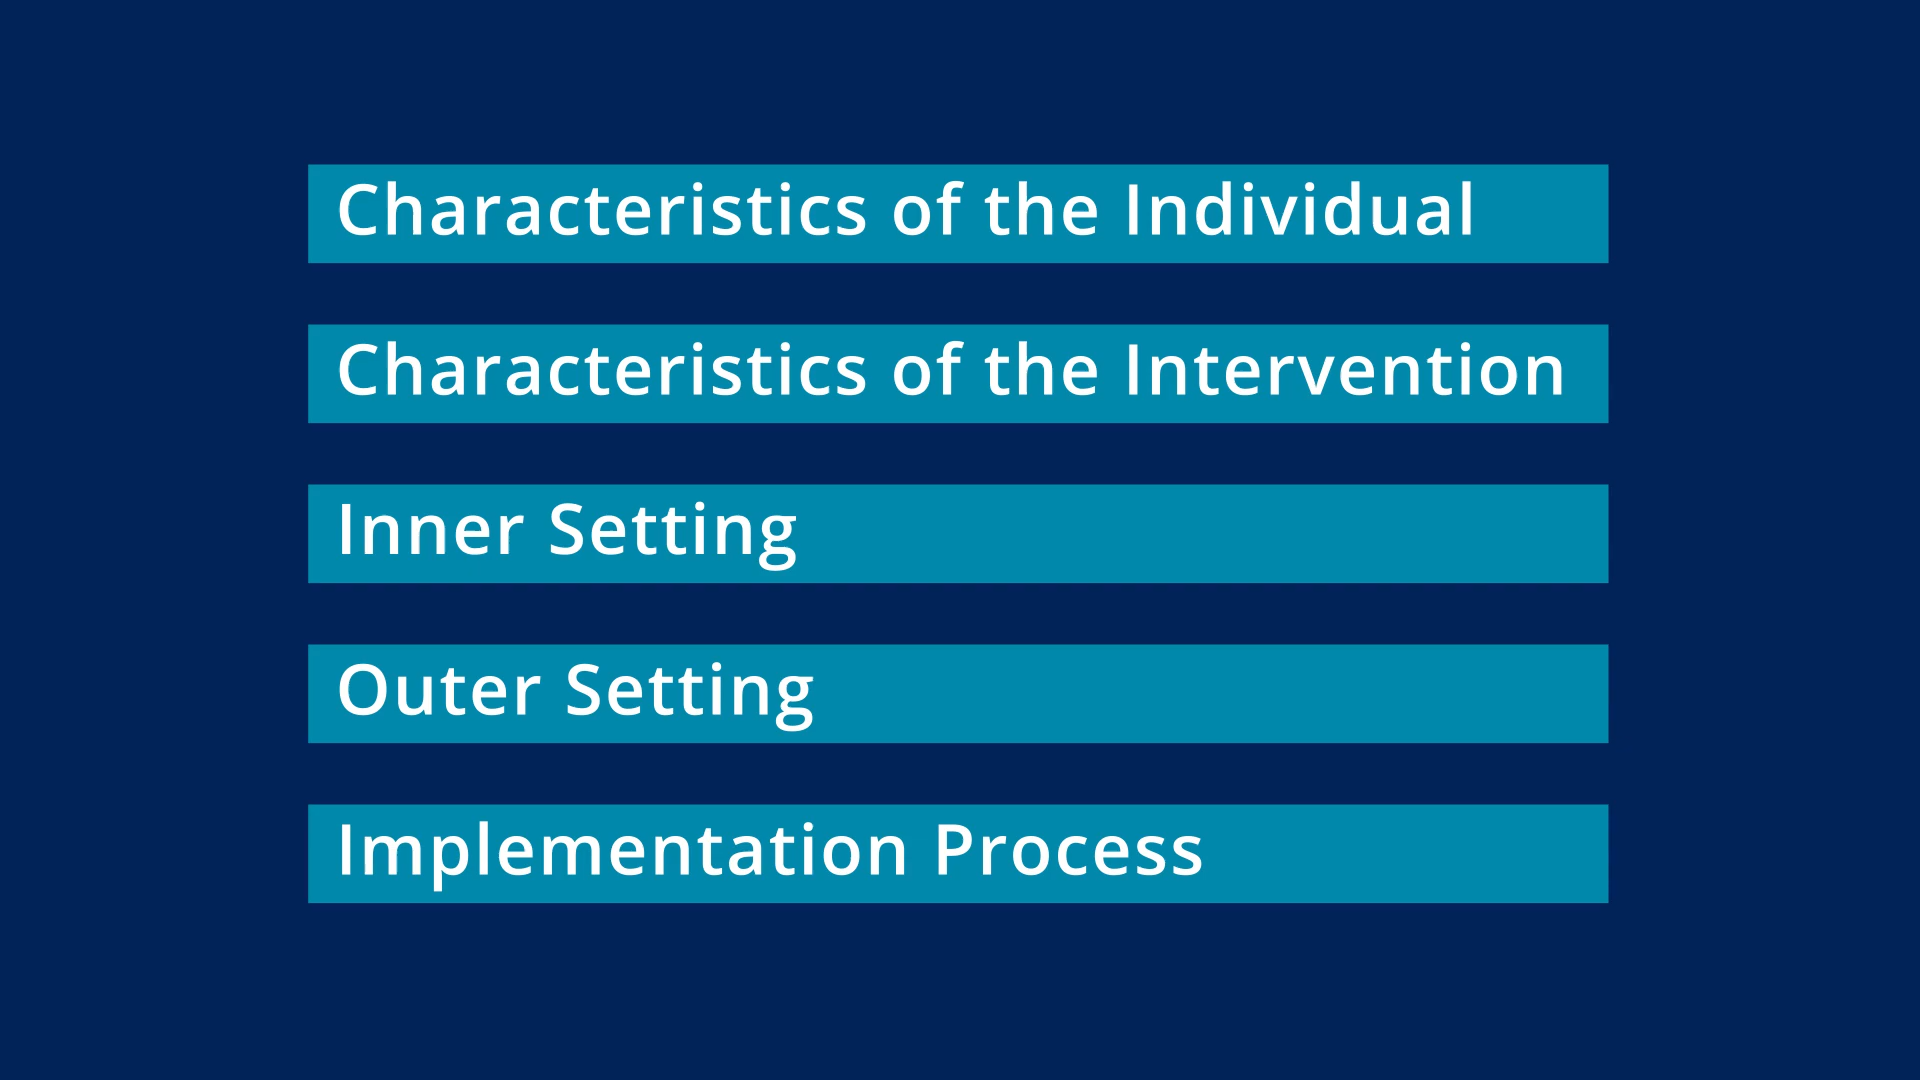 Characteristics of the Individual
Characteristics of the Intervention
Inner Setting
Outer Setting
Implementation Process